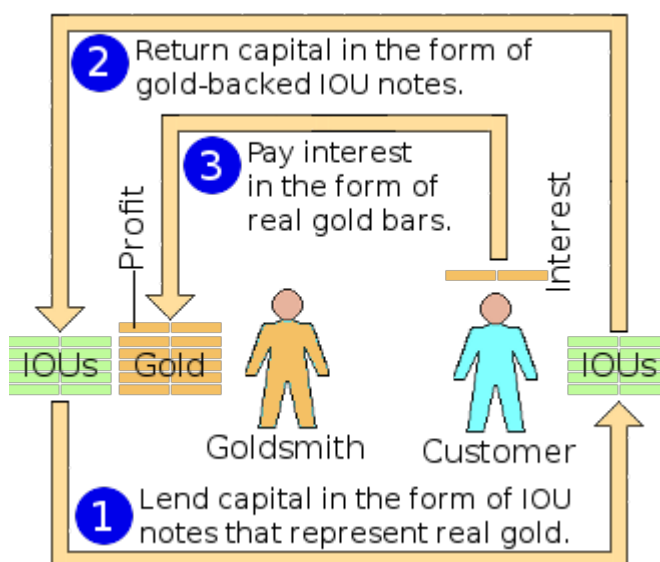 2
Return capital in the form of
gold-backed IOU notes.
3
Pay interest
in the form of
real gold bars.
Profit
Interest
IOUs
Gold
IOUs
Goldsmith
Customer
1
Lend capital in the form of IOU
notes that represent real gold.